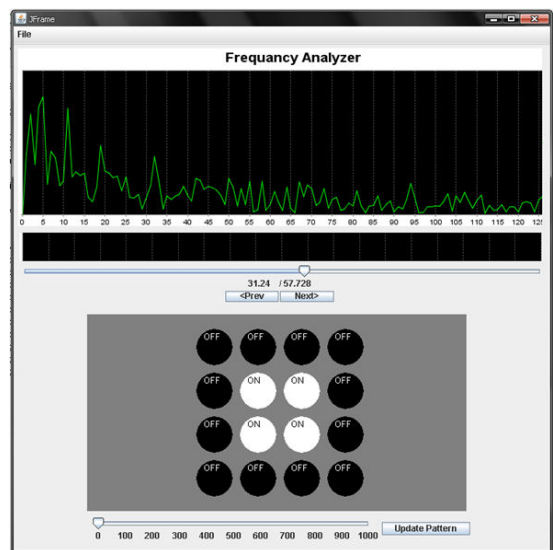 JFrame
File
Frequancy Analyzer
0 5 10 15 20 25 30 35 40 45 50 55 60 65 70 75 80 85 90 95 100 105 110 115 120 125
31.24 / 57.728
<Prev Next>
OFF OFF OFF OFF
OFF ON ON OFF
OFF ON ON OFF
OFF OFF OFF OFF
0 100 200 300 400 500 600 700 800 900 1000
Update Pattern